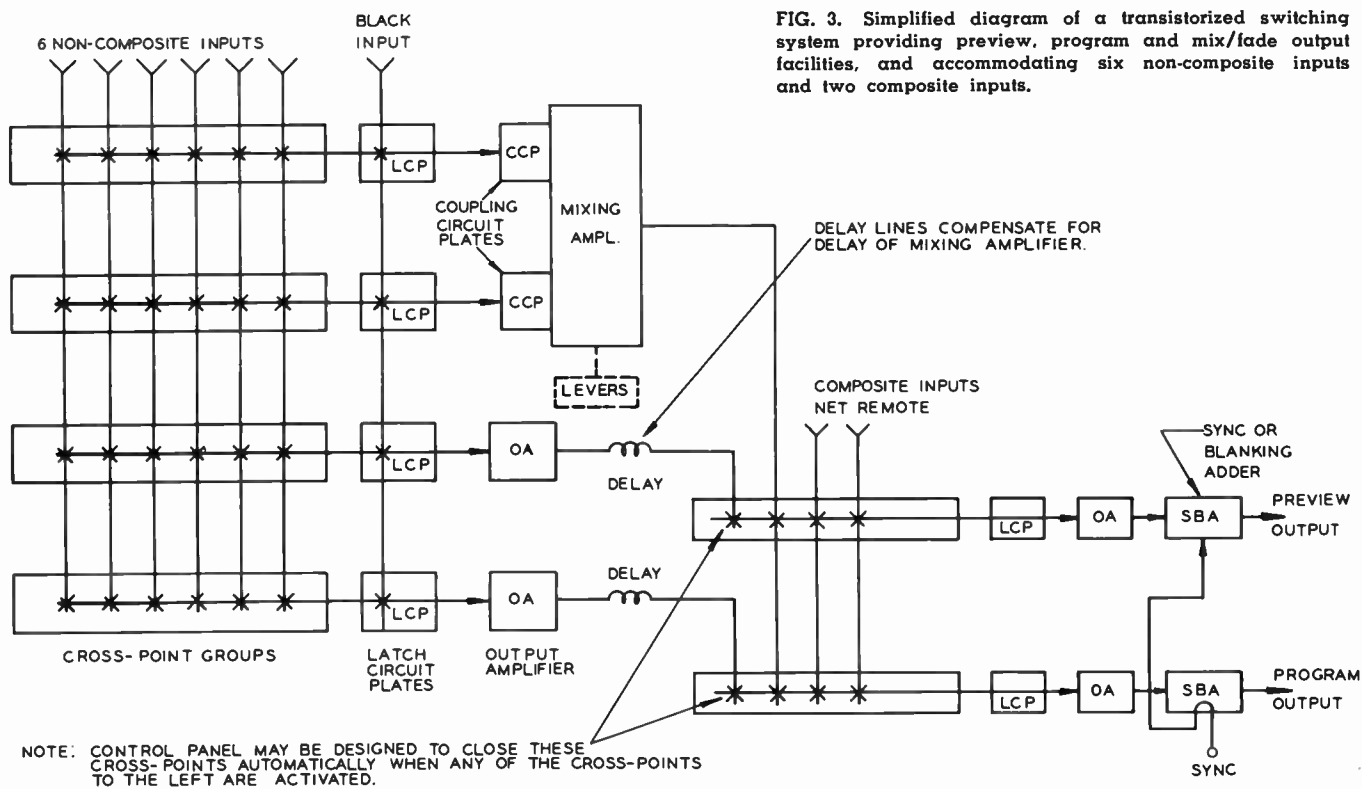 FIG. 3. Simplified diagram of a transistorized switching
system providing preview, program and mix/fade output
facilities, and accommodating six non-composite inputs
and two composite inputs.
6 NON-COMPOSITE INPUTS
BLACK
INPUT
LCP
CCP
COUPLING
CIRCUIT
PLATES
MIXING
AMPL.
LCP
CCP
LEVERS
DELAY LINES COMPENSATE FOR
DELAY OF MIXING AMPLIFIER.
COMPOSITE INPUTS
NET REMOTE
LCP
OA
DELAY
SYNC OR
BLANKING
ADDER
LCP
OA
SBA
PREVIEW
OUTPUT
LCP
OA
DELAY
CROSS-POINT GROUPS
LATCH
CIRCUIT
PLATES
OUTPUT
AMPLIFIER
LCP
OA
SBA
PROGRAM
OUTPUT
SYNC
NOTE: CONTROL PANEL MAY BE DESIGNED TO CLOSE THESE
CROSS-POINTS AUTOMATICALLY WHEN ANY OF THE CROSS-POINTS
TO THE LEFT ARE ACTIVATED.